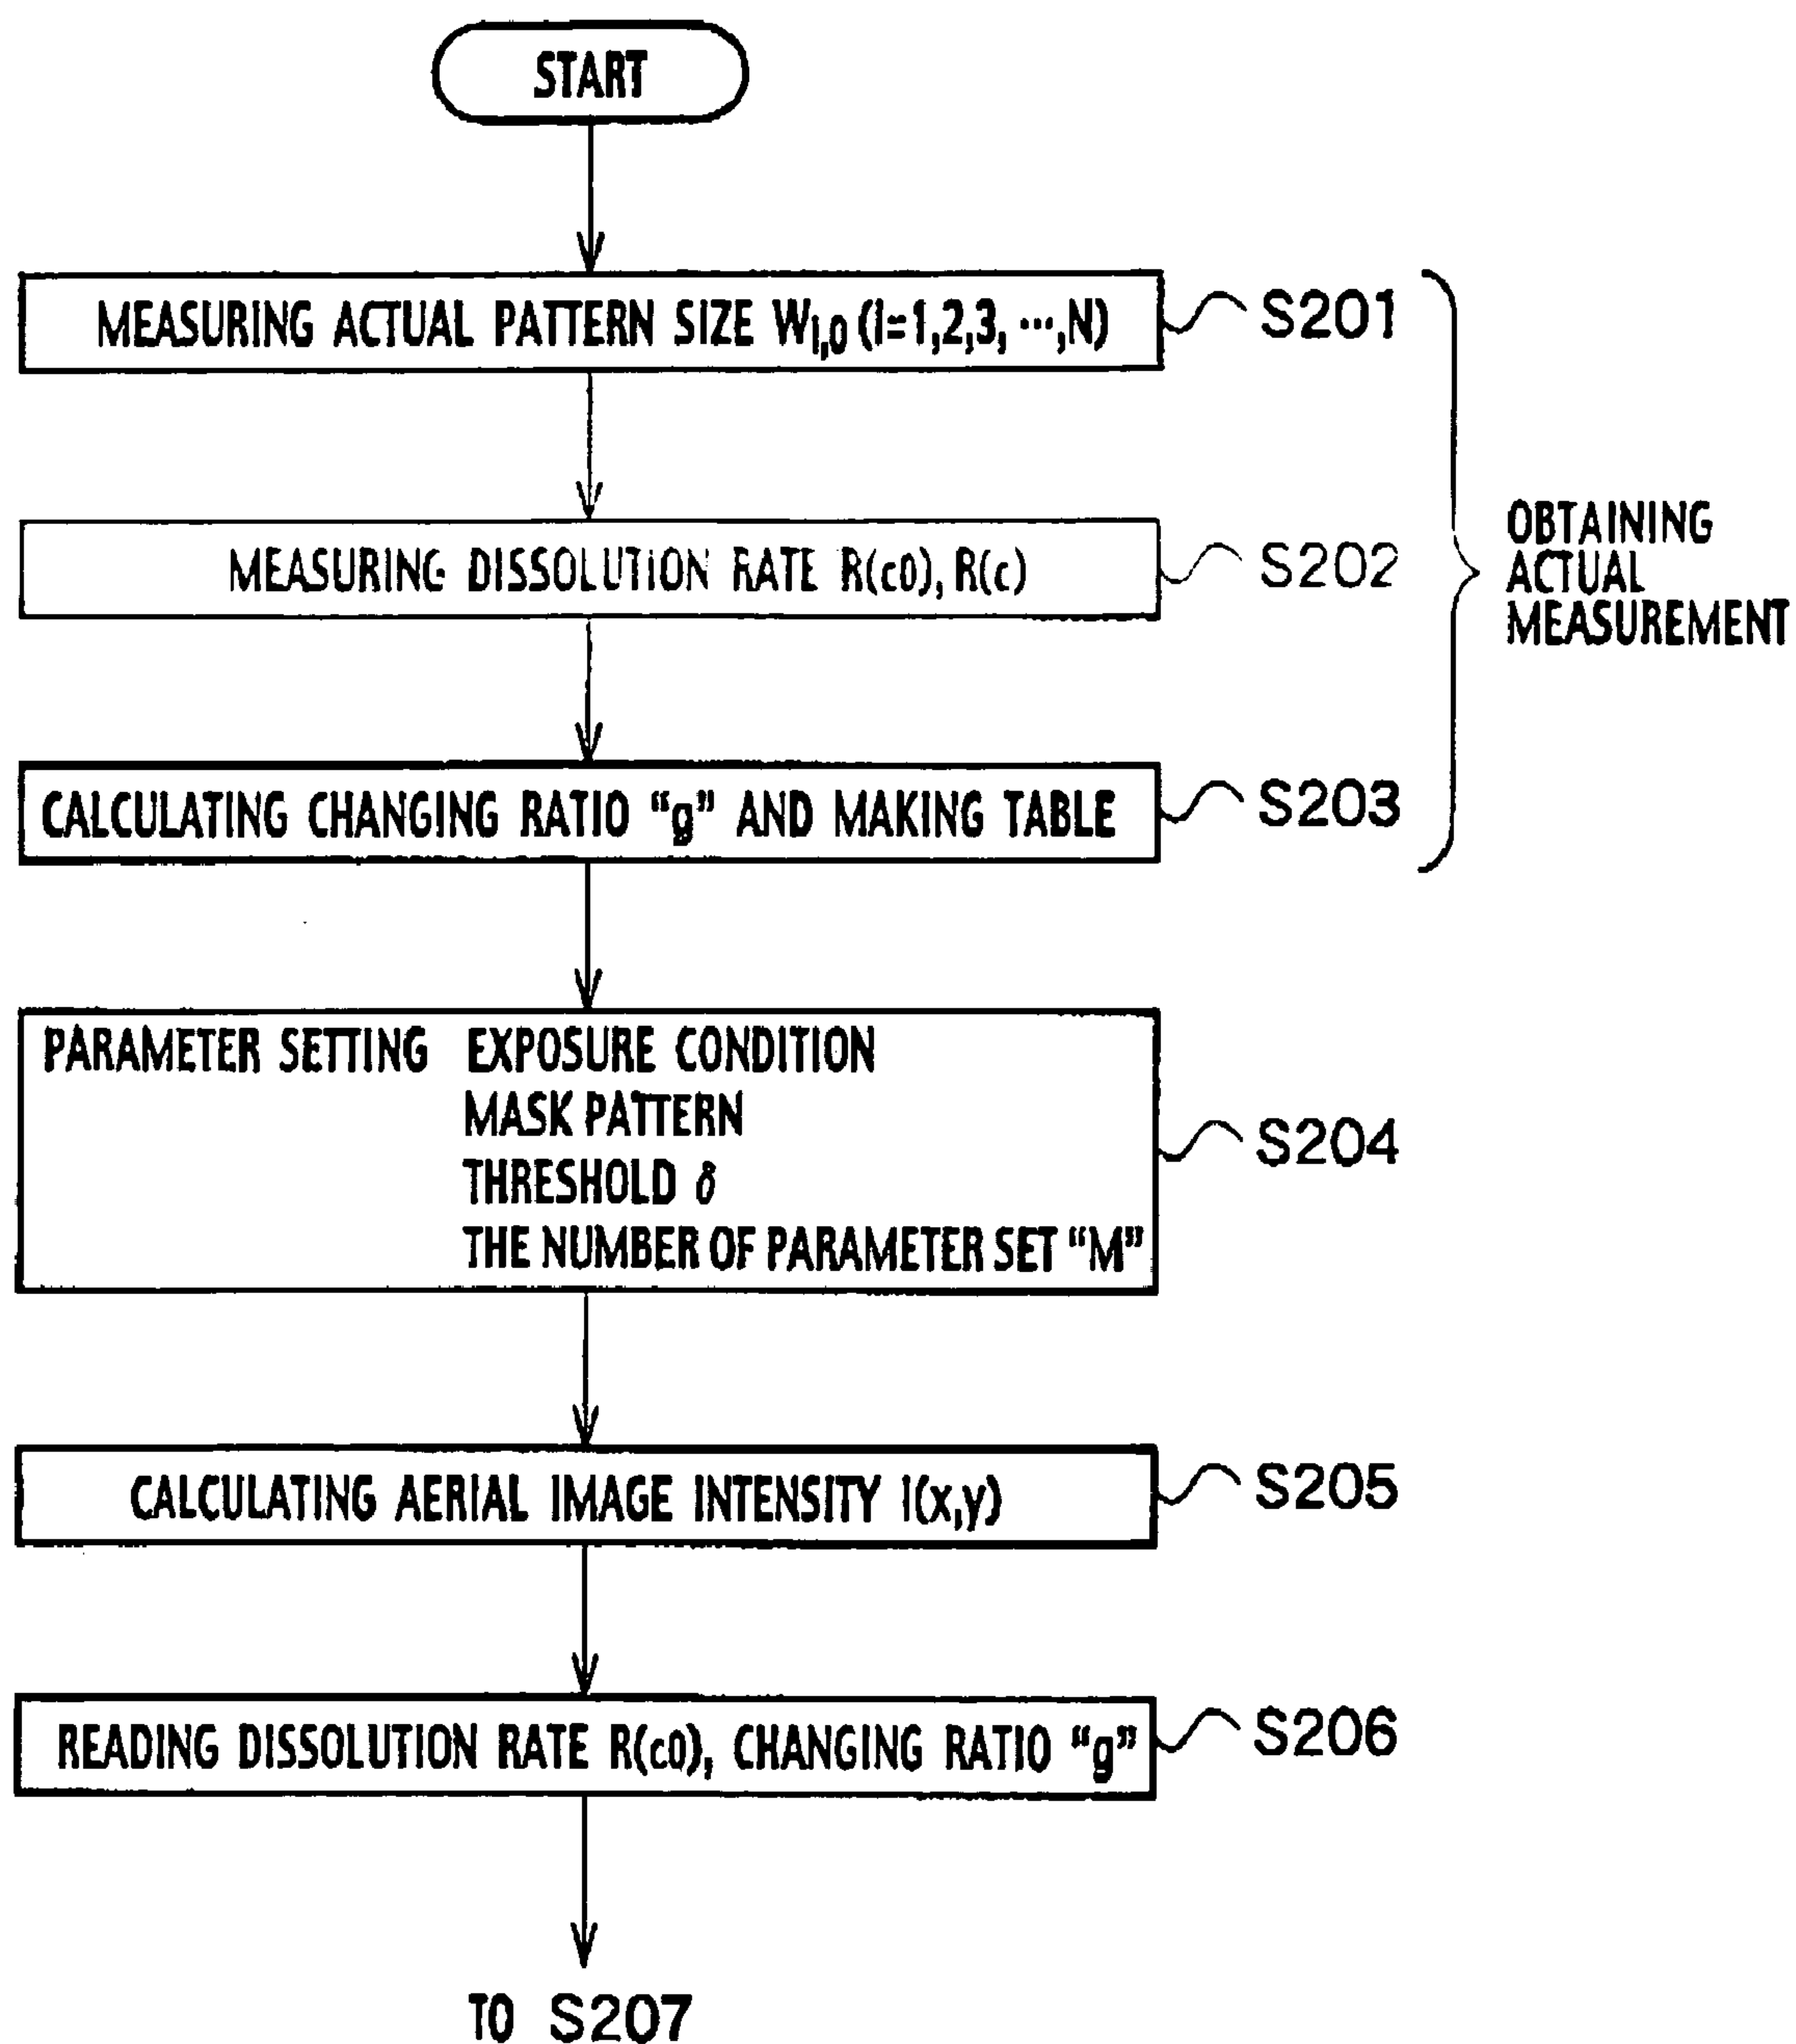 START
MEASURING ACTUAL PATTERN SIZE Wi,0 (i=1,2,3, ···,N)
S201
MEASURING DISSOLUTION RATE R(c0), R(c)
S202
OBTAINING
ACTUAL
MEASUREMENT
CALCULATING CHANGING RATIO “g” AND MAKING TABLE
S203
PARAMETER SETTING EXPOSURE CONDITION
MASK PATTERN
THRESHOLD δ
THE NUMBER OF PARAMETER SET “M”
S204
CALCULATING AERIAL IMAGE INTENSITY I(x,y)
S205
READING DISSOLUTION RATE R(c0), CHANGING RATIO “g”
S206
TO S207